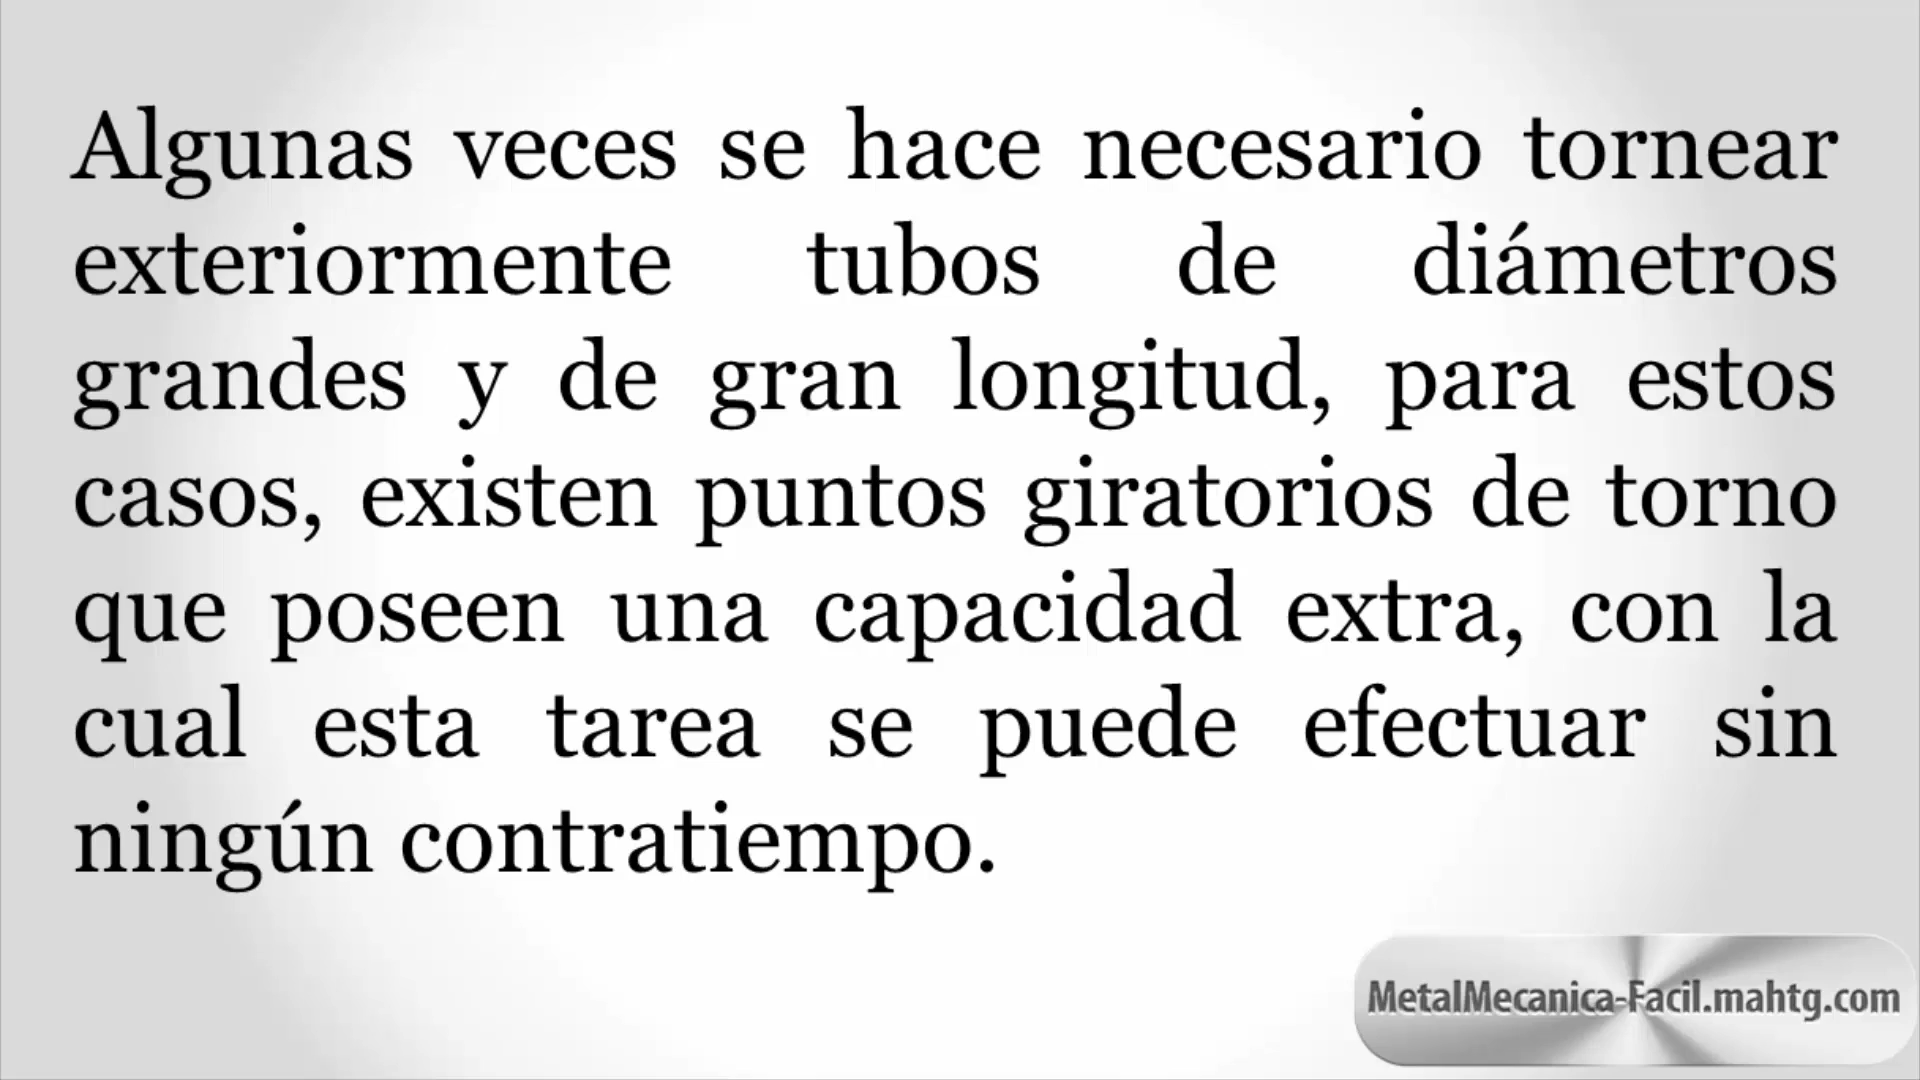 Algunas veces se hace necesario tornear
exteriormente tubos de diámetros
grandes y de gran longitud, para estos
casos, existen puntos giratorios de torno
que poseen una capacidad extra, con la
cual esta tarea se puede efectuar sin
ningún contratiempo.
MetalMecanica-Facil.mahtg.com